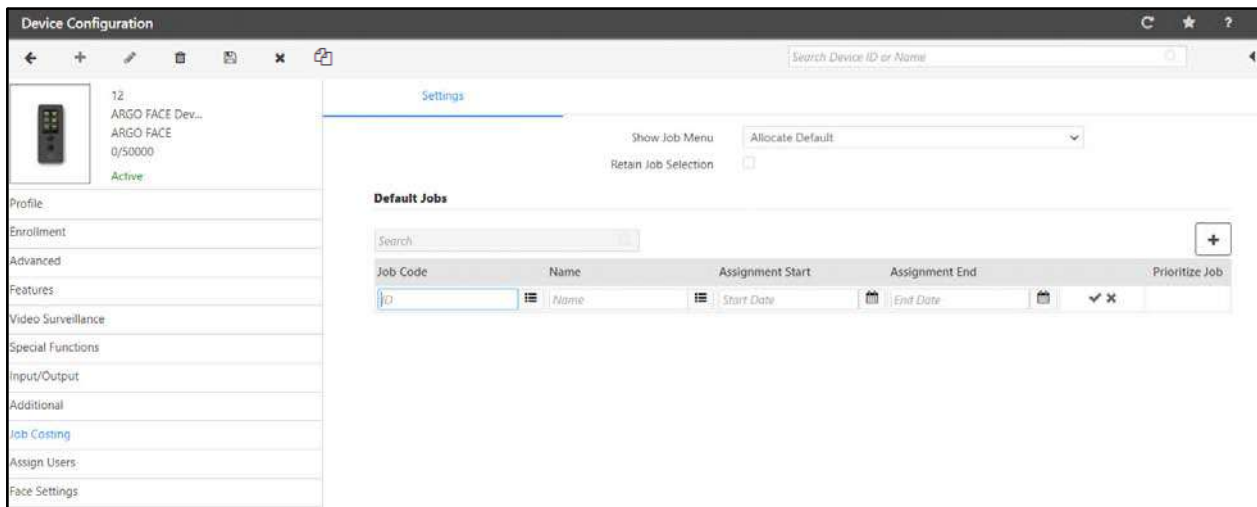 Device Configuration
?
Search Device ID or Name
12
ARGO FACE Dev...
ARGO FACE
0/50000
Active
Profile
Enrollment
Advanced
Features
Video Surveillance
Special Functions
Input/Output
Additional
Job Costing
Assign Users
Face Settings
Settings
Show Job Menu Allocate Default
Retain Job Selection
Default Jobs
Search
Job Code Name Assignment Start Assignment End Prioritize Job
ID Name Start Date End Date